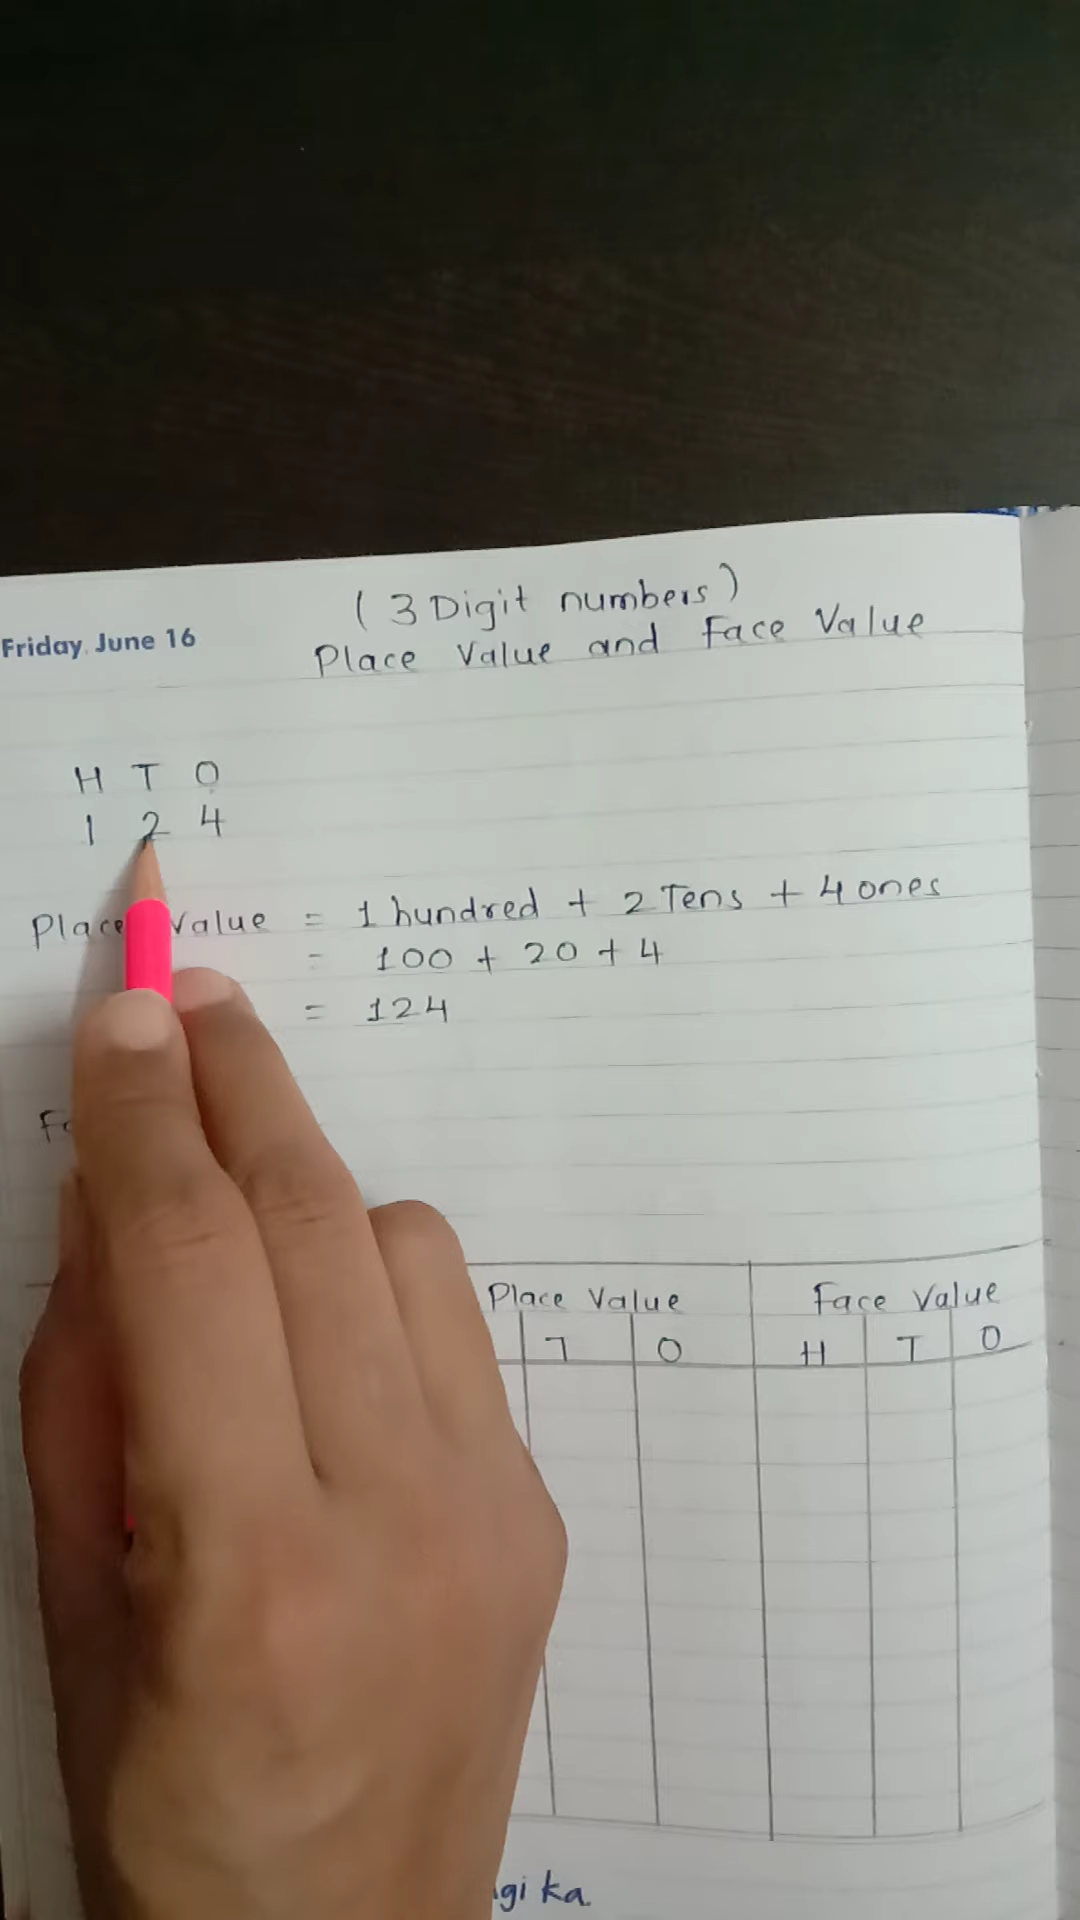 (3 Digit numbers)
Friday, June 16
Place Value and Face Value
H T O
1 2 4
Place Value = 1 hundred + 2 Tens + 4 ones
= 100 + 20 + 4
= 124
Place Value Face Value
T O H T O